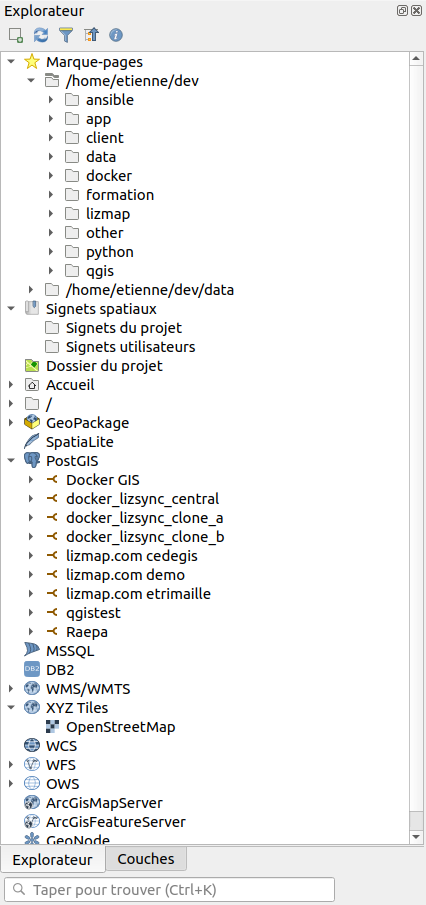 Explorateur
Marque-pages
/home/etienne/dev
ansible
app
client
data
docker
formation
lizmap
other
python
qgis
/home/etienne/dev/data
Signets spatiaux
Signets du projet
Signets utilisateurs
Dossier du projet
Accueil
/
GeoPackage
SpatiaLite
PostGIS
Docker GIS
docker_lizsync_central
docker_lizsync_clone_a
docker_lizsync_clone_b
lizmap.com cedegis
lizmap.com demo
lizmap.com etrimaille
qgistest
Raepa
MSSQL
DB2 DB2
WMS/WMTS
XYZ Tiles
OpenStreetMap
WCS
WFS
OWS
ArcGisMapServer
ArcGisFeatureServer
GeoNode
Explorateur Couches
Taper pour trouver (Ctrl+K)